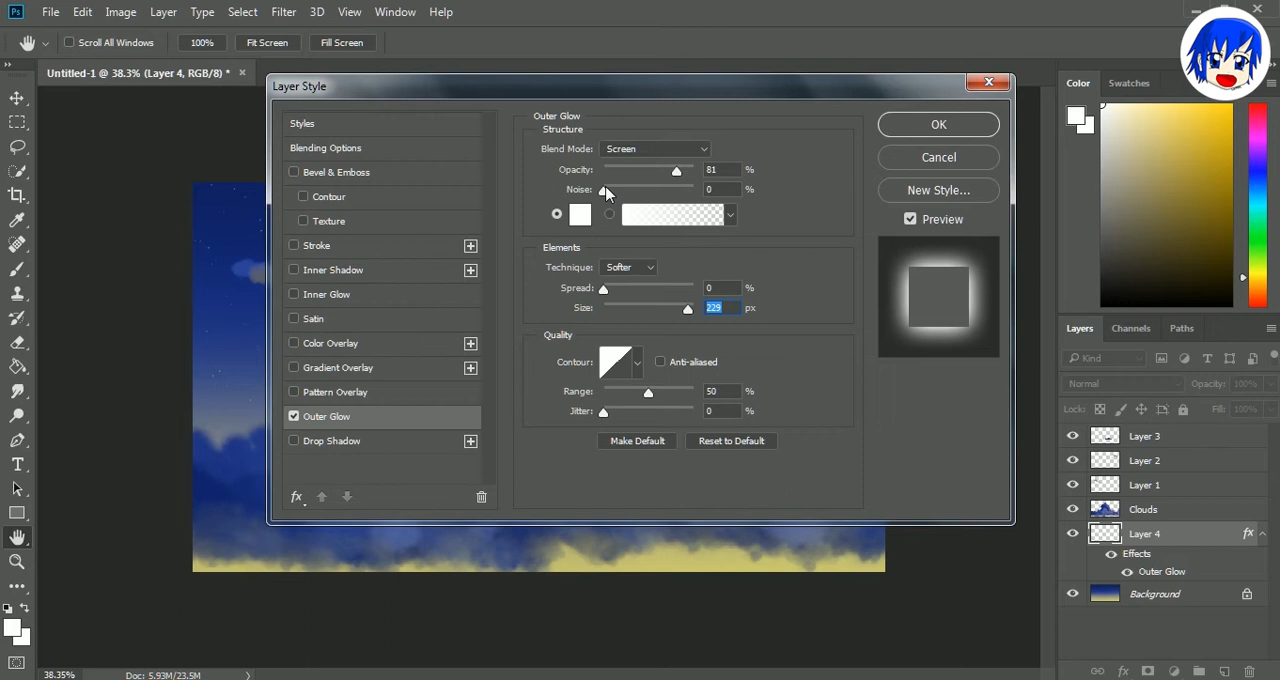 Ps File Edit Image Layer Type Select Filter 3D View Window Help
Scroll All Windows 100% Fit Screen Fill Screen
Untitled-1 @ 38.3% (Layer 4, RGB/8) *
Layer Style
Styles
Blending Options
Bevel & Emboss
Contour
Texture
Stroke
Inner Shadow
Inner Glow
Satin
Color Overlay
Gradient Overlay
Pattern Overlay
Outer Glow
Drop Shadow
fx
Outer Glow
Structure
Blend Mode: Screen
Opacity: 81 %
Noise: 0 %
Elements
Technique: Softer
Spread: 0 %
Size: 229 px
Quality
Contour: Anti-aliased
Range: 50 %
Jitter: 0 %
Make Default Reset to Default
OK
Cancel
New Style...
Preview
Color Swatches
Layers Channels Paths
Kind
Normal Opacity: 100%
Lock: Fill: 100%
Layer 3
Layer 2
Layer 1
Clouds
Layer 4 fx
Effects
Outer Glow
Background
fx
38.35% Doc: 5.93M/23.5M